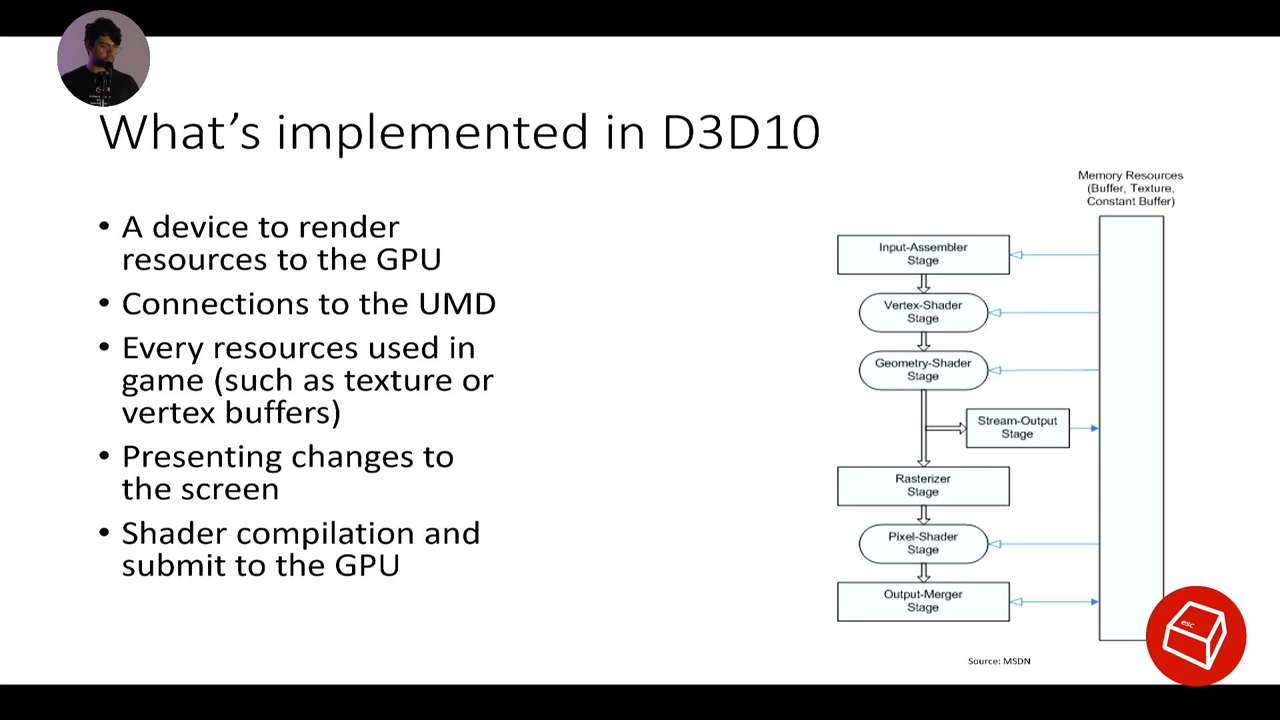 What's implemented in D3D10
• A device to render
resources to the GPU
• Connections to the UMD
• Every resources used in
game (such as texture or
vertex buffers)
• Presenting changes to
the screen
• Shader compilation and
submit to the GPU
Memory Resources
(Buffer, Texture,
Constant Buffer)
Input-Assembler
Stage
Vertex-Shader
Stage
Geometry-Shader
Stage
Stream-Output
Stage
Rasterizer
Stage
Pixel-Shader
Stage
Output-Merger
Stage
Source: MSDN
esc